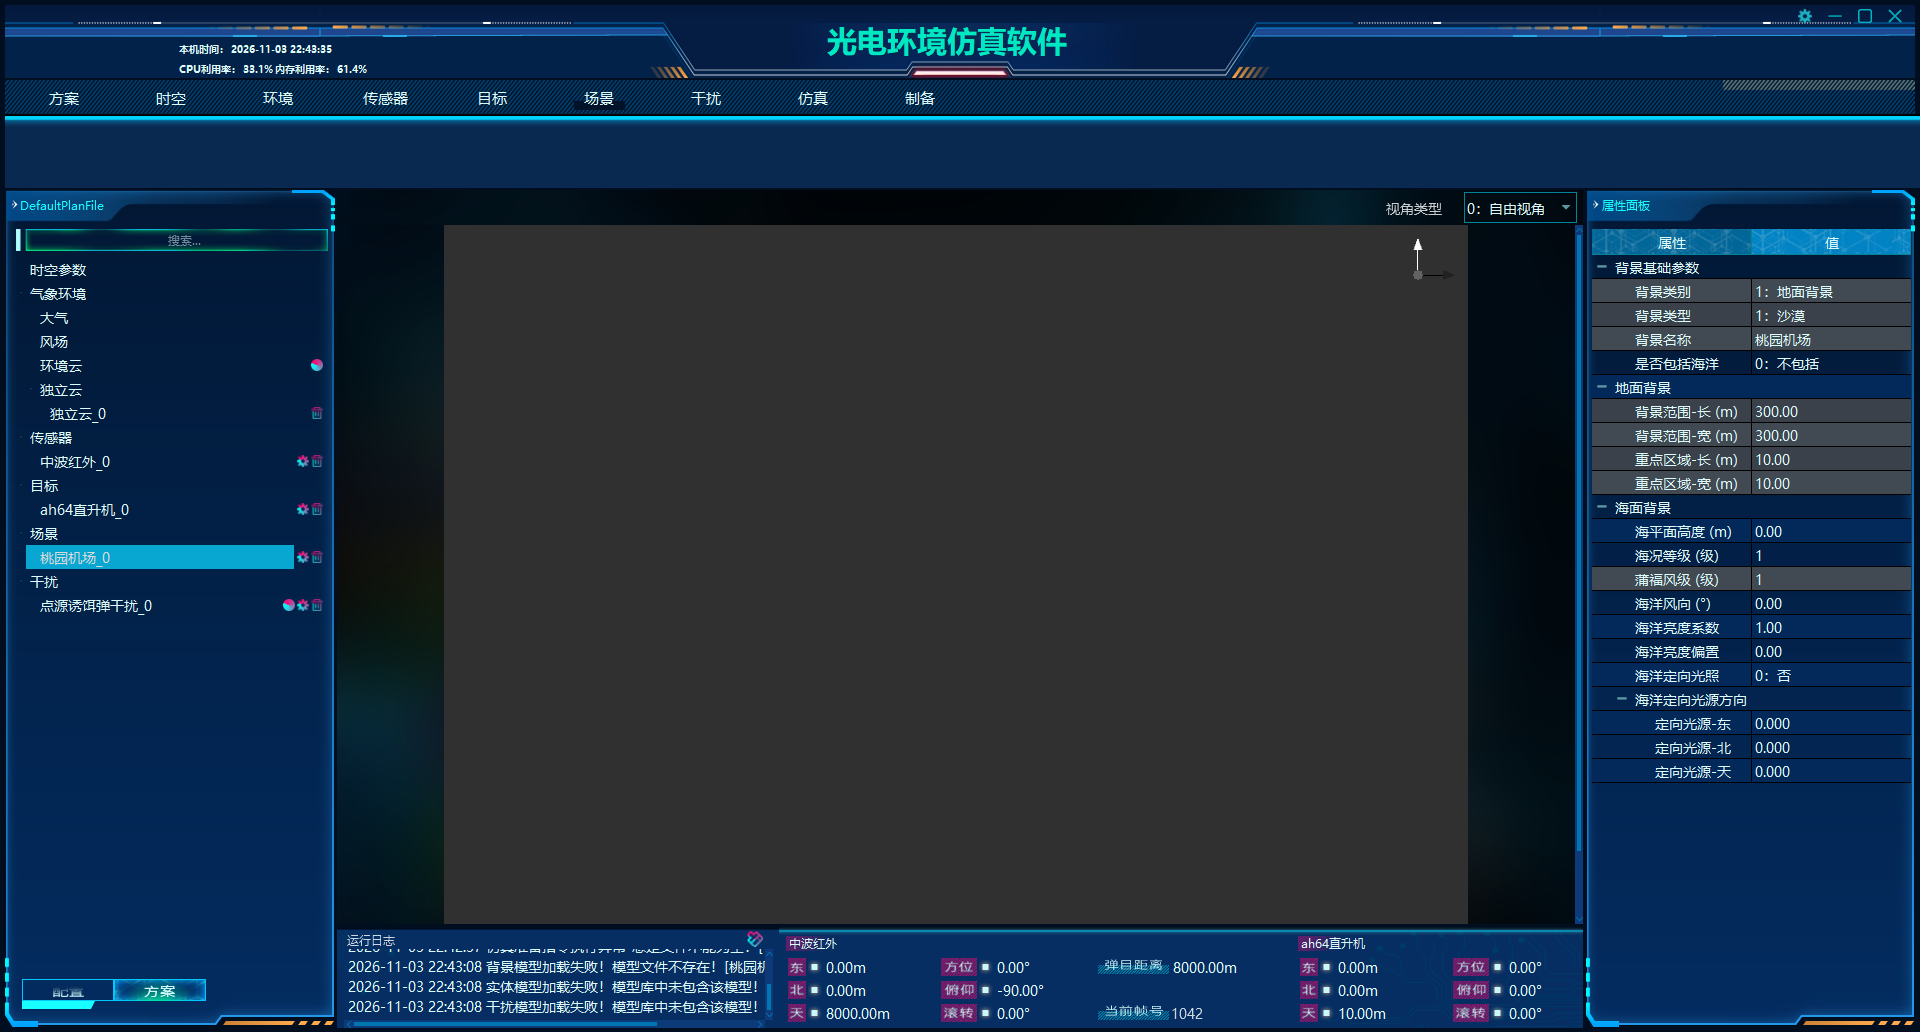 光电环境仿真软件
本机时间： 2026-11-03 22:43:35
CPU利用率： 33.1% 内存利用率： 61.4%
方案 时空 环境 传感器 目标 场景 干扰 仿真 制备
DefaultPlanFile
搜索...
时空参数
气象环境
大气
风场
环境云
独立云
独立云_0
传感器
中波红外_0
目标
ah64直升机_0
场景
桃园机场_0
干扰
点源诱饵弹干扰_0
配置 方案
视角类型 0：自由视角
运行日志
2026-11-03 22:43:08 背景模型加载失败！模型文件不存在！[桃园机
2026-11-03 22:43:08 实体模型加载失败！模型库中未包含该模型！
2026-11-03 22:43:08 干扰模型加载失败！模型库中未包含该模型！
中波红外
东 0.00m 方位 0.00° 弹目距离 8000.00m
北 0.00m 俯仰 -90.00°
天 8000.00m 滚转 0.00° 当前帧号 1042
ah64直升机
东 0.00m 方位 0.00°
北 0.00m 俯仰 0.00°
天 10.00m 滚转 0.00°
属性面板
属性 值
背景基础参数
背景类别 1：地面背景
背景类型 1：沙漠
背景名称 桃园机场
是否包括海洋 0：不包括
地面背景
背景范围-长 (m) 300.00
背景范围-宽 (m) 300.00
重点区域-长 (m) 10.00
重点区域-宽 (m) 10.00
海面背景
海平面高度 (m) 0.00
海况等级 (级) 1
蒲福风级 (级) 1
海洋风向 (°) 0.00
海洋亮度系数 1.00
海洋亮度偏置 0.00
海洋定向光照 0：否
海洋定向光源方向
定向光源-东 0.000
定向光源-北 0.000
定向光源-天 0.000